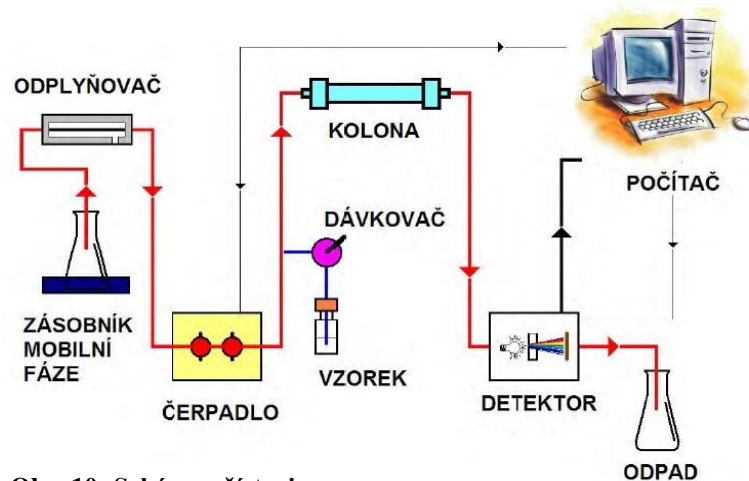 ODPLYŇOVAČ
KOLONA
POČÍTAČ
DÁVKOVAČ
ZÁSOBNÍK
MOBILNÍ
FÁZE
ČERPADLO
VZOREK
DETEKTOR
ODPAD